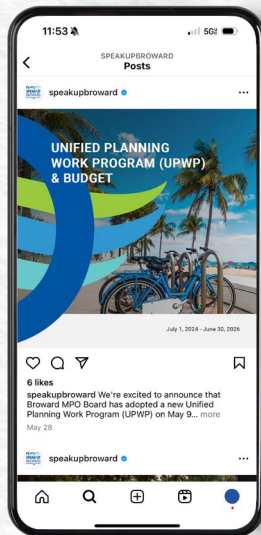 11:53
5G
SPEAKUPBROWARD
Posts
speakupbroward
UNIFIED PLANNING
WORK PROGRAM (UPWP)
& BUDGET
July 1, 2024 - June 30, 2026
6 likes
speakupbroward We're excited to announce that
Broward MPO Board has adopted a new Unified
Planning Work Program (UPWP) on May 9... more
May 28
speakupbroward